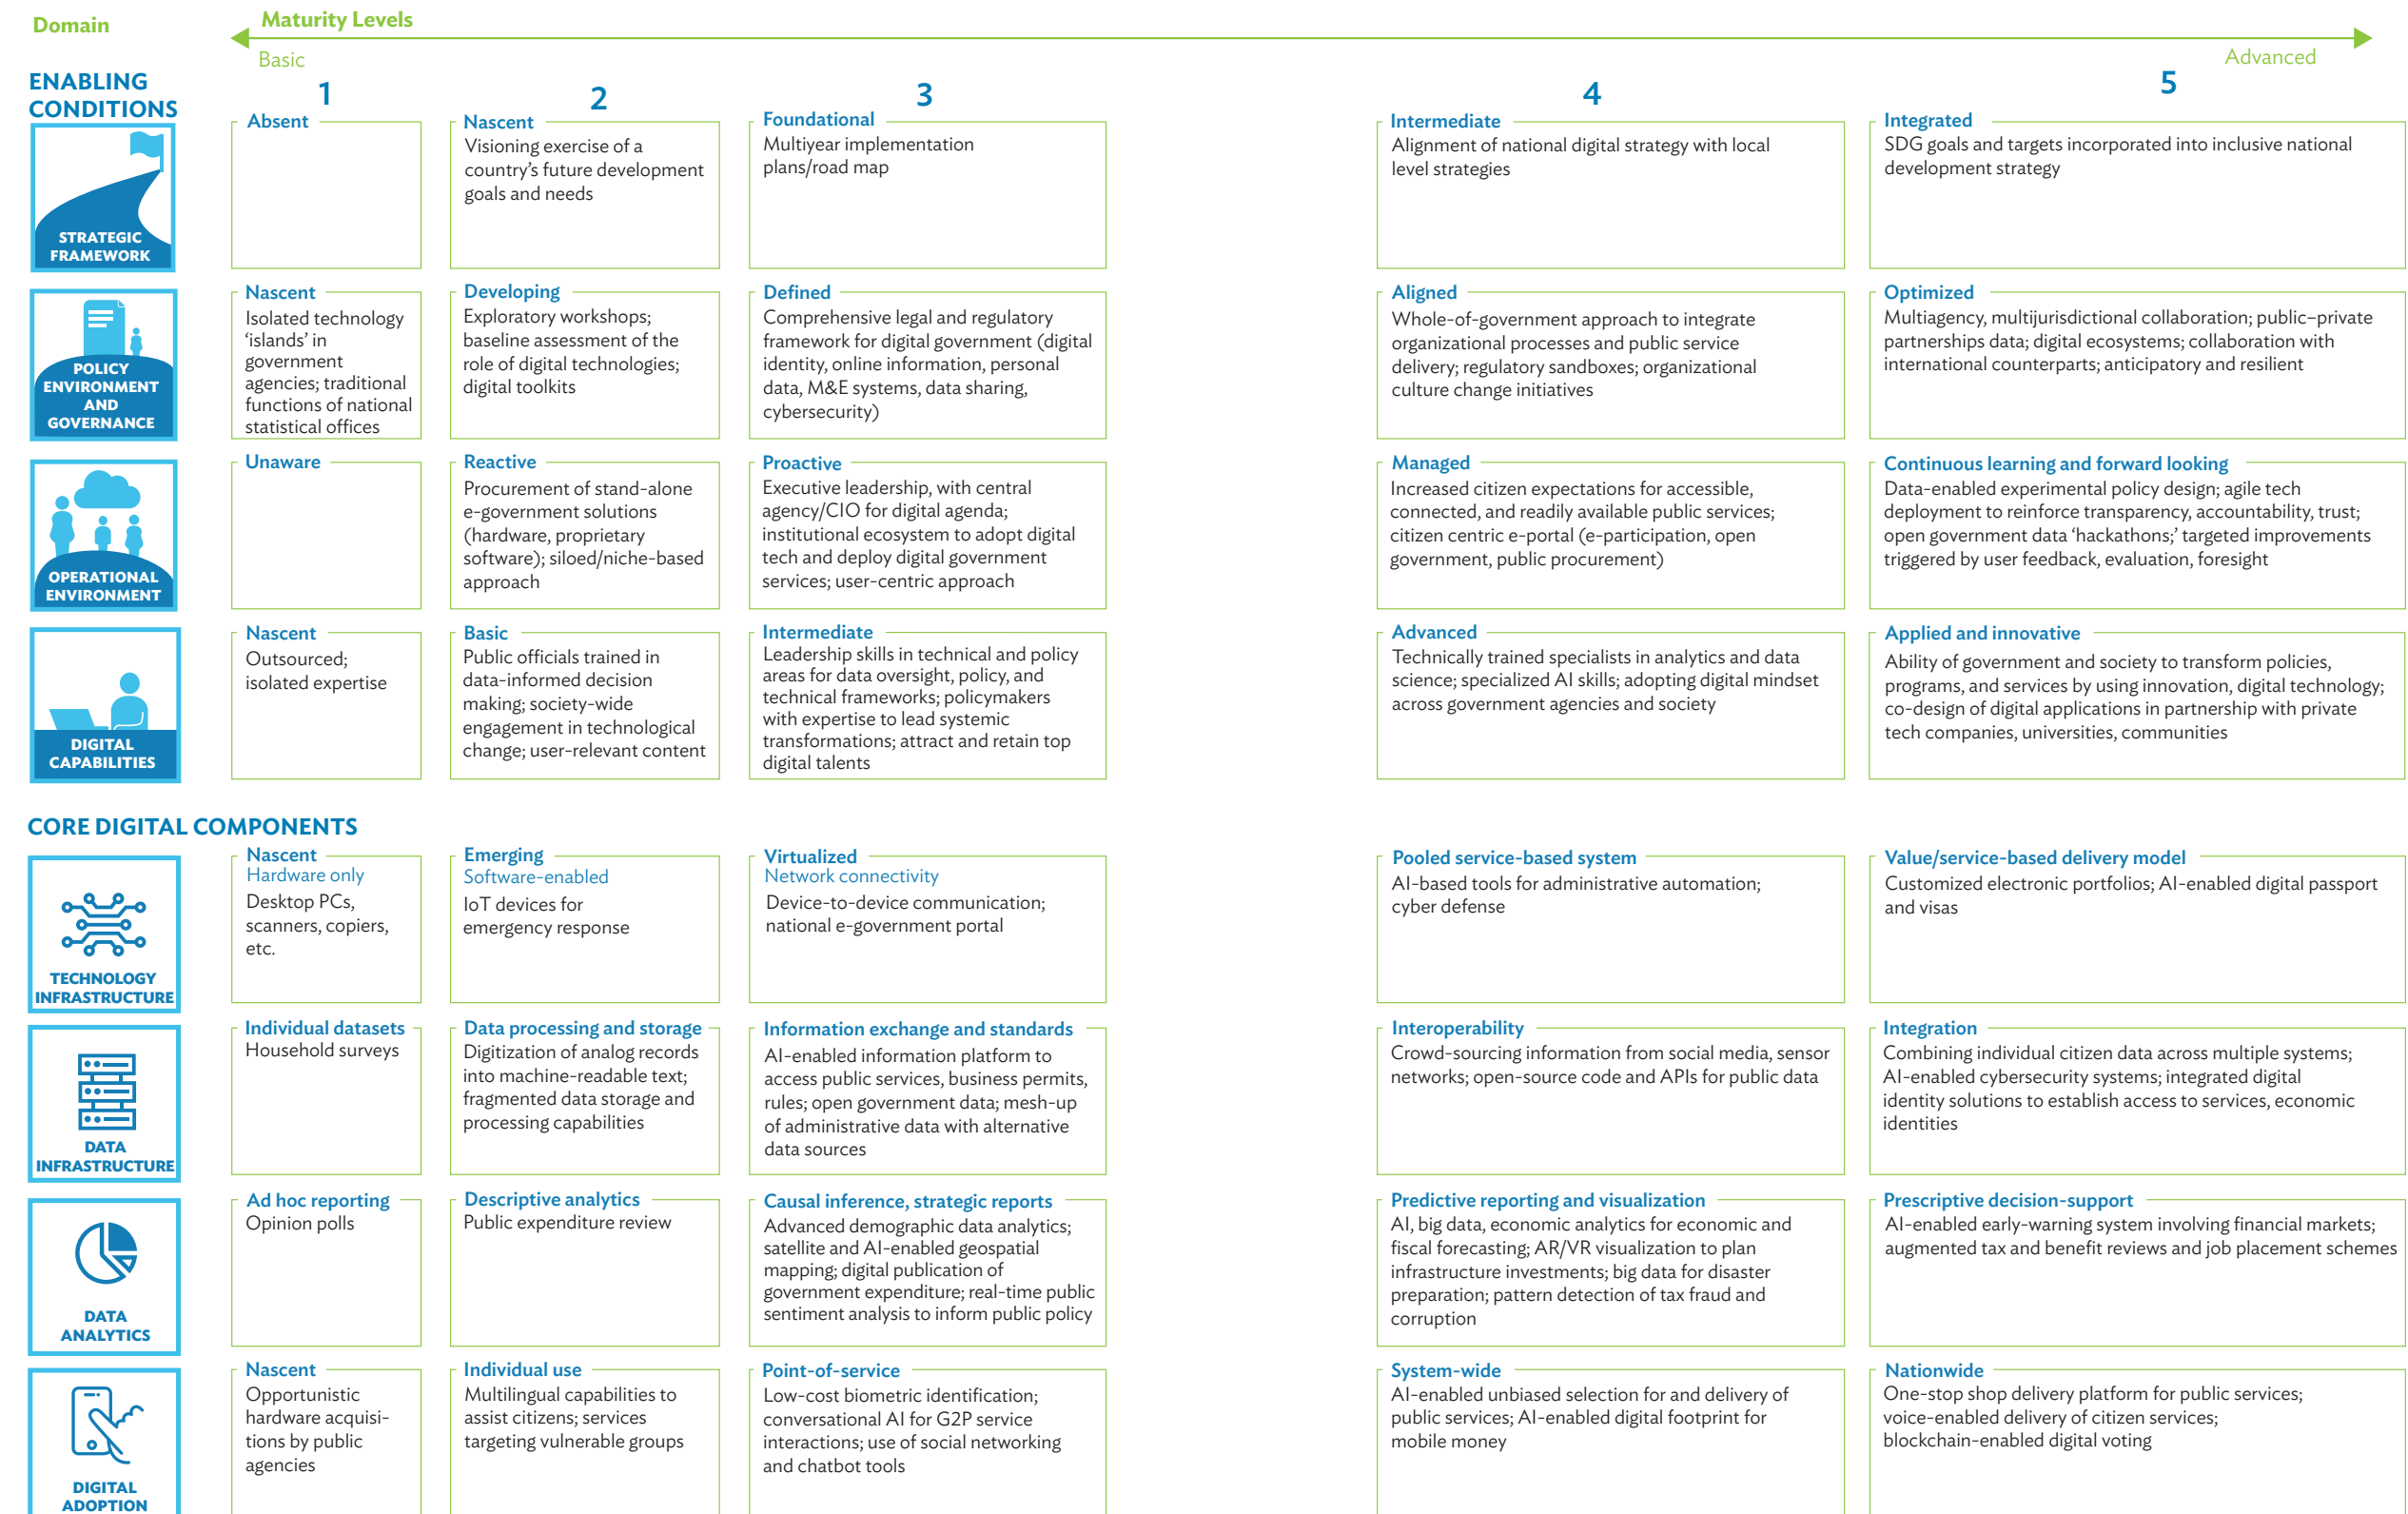 Domain
Maturity Levels
Basic
Advanced
ENABLING
CONDITIONS
1
2
3
4
5
STRATEGIC
FRAMEWORK
Absent
Nascent
Visioning exercise of a
country's future development
goals and needs
Foundational
Multiyear implementation
plans/road map
Intermediate
Alignment of national digital strategy with local
level strategies
Integrated
SDG goals and targets incorporated into inclusive national
development strategy
POLICY
ENVIRONMENT
AND
GOVERNANCE
Nascent
Isolated technology
‘islands’ in
government
agencies; traditional
functions of national
statistical offices
Developing
Exploratory workshops;
baseline assessment of the
role of digital technologies;
digital toolkits
Defined
Comprehensive legal and regulatory
framework for digital government (digital
identity, online information, personal
data, M&E systems, data sharing,
cybersecurity)
Aligned
Whole-of-government approach to integrate
organizational processes and public service
delivery; regulatory sandboxes; organizational
culture change initiatives
Optimized
Multiagency, multijurisdictional collaboration; public–private
partnerships data; digital ecosystems; collaboration with
international counterparts; anticipatory and resilient
OPERATIONAL
ENVIRONMENT
Unaware
Reactive
Procurement of stand-alone
e-government solutions
(hardware, proprietary
software); siloed/niche-based
approach
Proactive
Executive leadership, with central
agency/CIO for digital agenda;
institutional ecosystem to adopt digital
tech and deploy digital government
services; user-centric approach
Managed
Increased citizen expectations for accessible,
connected, and readily available public services;
citizen centric e-portal (e-participation, open
government, public procurement)
Continuous learning and forward looking
Data-enabled experimental policy design; agile tech
deployment to reinforce transparency, accountability, trust;
open government data ‘hackathons;’ targeted improvements
triggered by user feedback, evaluation, foresight
DIGITAL
CAPABILITIES
Nascent
Outsourced;
isolated expertise
Basic
Public officials trained in
data-informed decision
making; society-wide
engagement in technological
change; user-relevant content
Intermediate
Leadership skills in technical and policy
areas for data oversight, policy, and
technical frameworks; policymakers
with expertise to lead systemic
transformations; attract and retain top
digital talents
Advanced
Technically trained specialists in analytics and data
science; specialized AI skills; adopting digital mindset
across government agencies and society
Applied and innovative
Ability of government and society to transform policies,
programs, and services by using innovation, digital technology;
co-design of digital applications in partnership with private
tech companies, universities, communities
CORE DIGITAL COMPONENTS
TECHNOLOGY
INFRASTRUCTURE
Nascent
Hardware only
Desktop PCs,
scanners, copiers,
etc.
Emerging
Software-enabled
IoT devices for
emergency response
Virtualized
Network connectivity
Device-to-device communication;
national e-government portal
Pooled service-based system
AI-based tools for administrative automation;
cyber defense
Value/service-based delivery model
Customized electronic portfolios; AI-enabled digital passport
and visas
DATA
INFRASTRUCTURE
Individual datasets
Household surveys
Data processing and storage
Digitization of analog records
into machine-readable text;
fragmented data storage and
processing capabilities
Information exchange and standards
AI-enabled information platform to
access public services, business permits,
rules; open government data; mesh-up
of administrative data with alternative
data sources
Interoperability
Crowd-sourcing information from social media, sensor
networks; open-source code and APIs for public data
Integration
Combining individual citizen data across multiple systems;
AI-enabled cybersecurity systems; integrated digital
identity solutions to establish access to services, economic
identities
DATA
ANALYTICS
Ad hoc reporting
Opinion polls
Descriptive analytics
Public expenditure review
Causal inference, strategic reports
Advanced demographic data analytics;
satellite and AI-enabled geospatial
mapping; digital publication of
government expenditure; real-time public
sentiment analysis to inform public policy
Predictive reporting and visualization
AI, big data, economic analytics for economic and
fiscal forecasting; AR/VR visualization to plan
infrastructure investments; big data for disaster
preparation; pattern detection of tax fraud and
corruption
Prescriptive decision-support
AI-enabled early-warning system involving financial markets;
augmented tax and benefit reviews and job placement schemes
DIGITAL
ADOPTION
Nascent
Opportunistic
hardware acquisi-
tions by public
agencies
Individual use
Multilingual capabilities to
assist citizens; services
targeting vulnerable groups
Point-of-service
Low-cost biometric identification;
conversational AI for G2P service
interactions; use of social networking
and chatbot tools
System-wide
AI-enabled unbiased selection for and delivery of
public services; AI-enabled digital footprint for
mobile money
Nationwide
One-stop shop delivery platform for public services;
voice-enabled delivery of citizen services;
blockchain-enabled digital voting